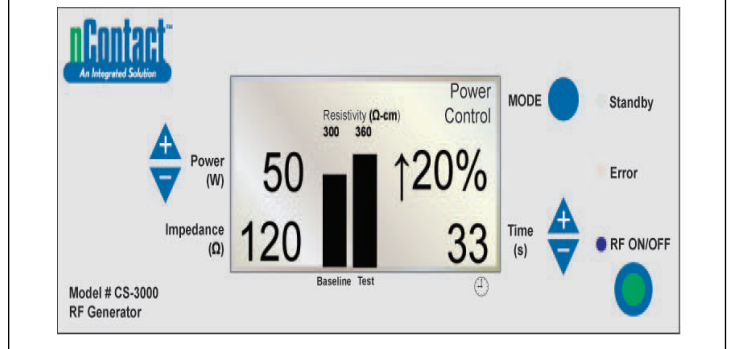 nContact™
An Integrated Solution
Power
Control
Resistivity (Ω-cm)
300 360
Power
(W)
50
↑20%
Impedance
(Ω)
120
33
Baseline Test
MODE
Standby
Error
Time
(s)
RF ON/OFF
Model # CS-3000
RF Generator